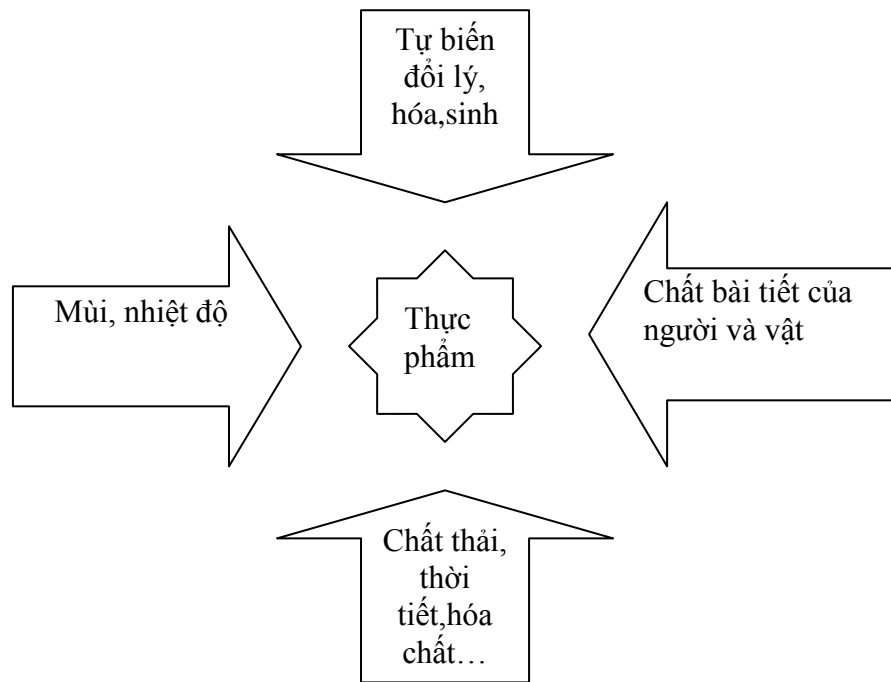 Tự biến
đổi lý,
hóa,sinh
Mùi, nhiệt độ
Thực
phẩm
Chất bài tiết của
người và vật
Chất thải,
thời
tiết,hóa
chất…